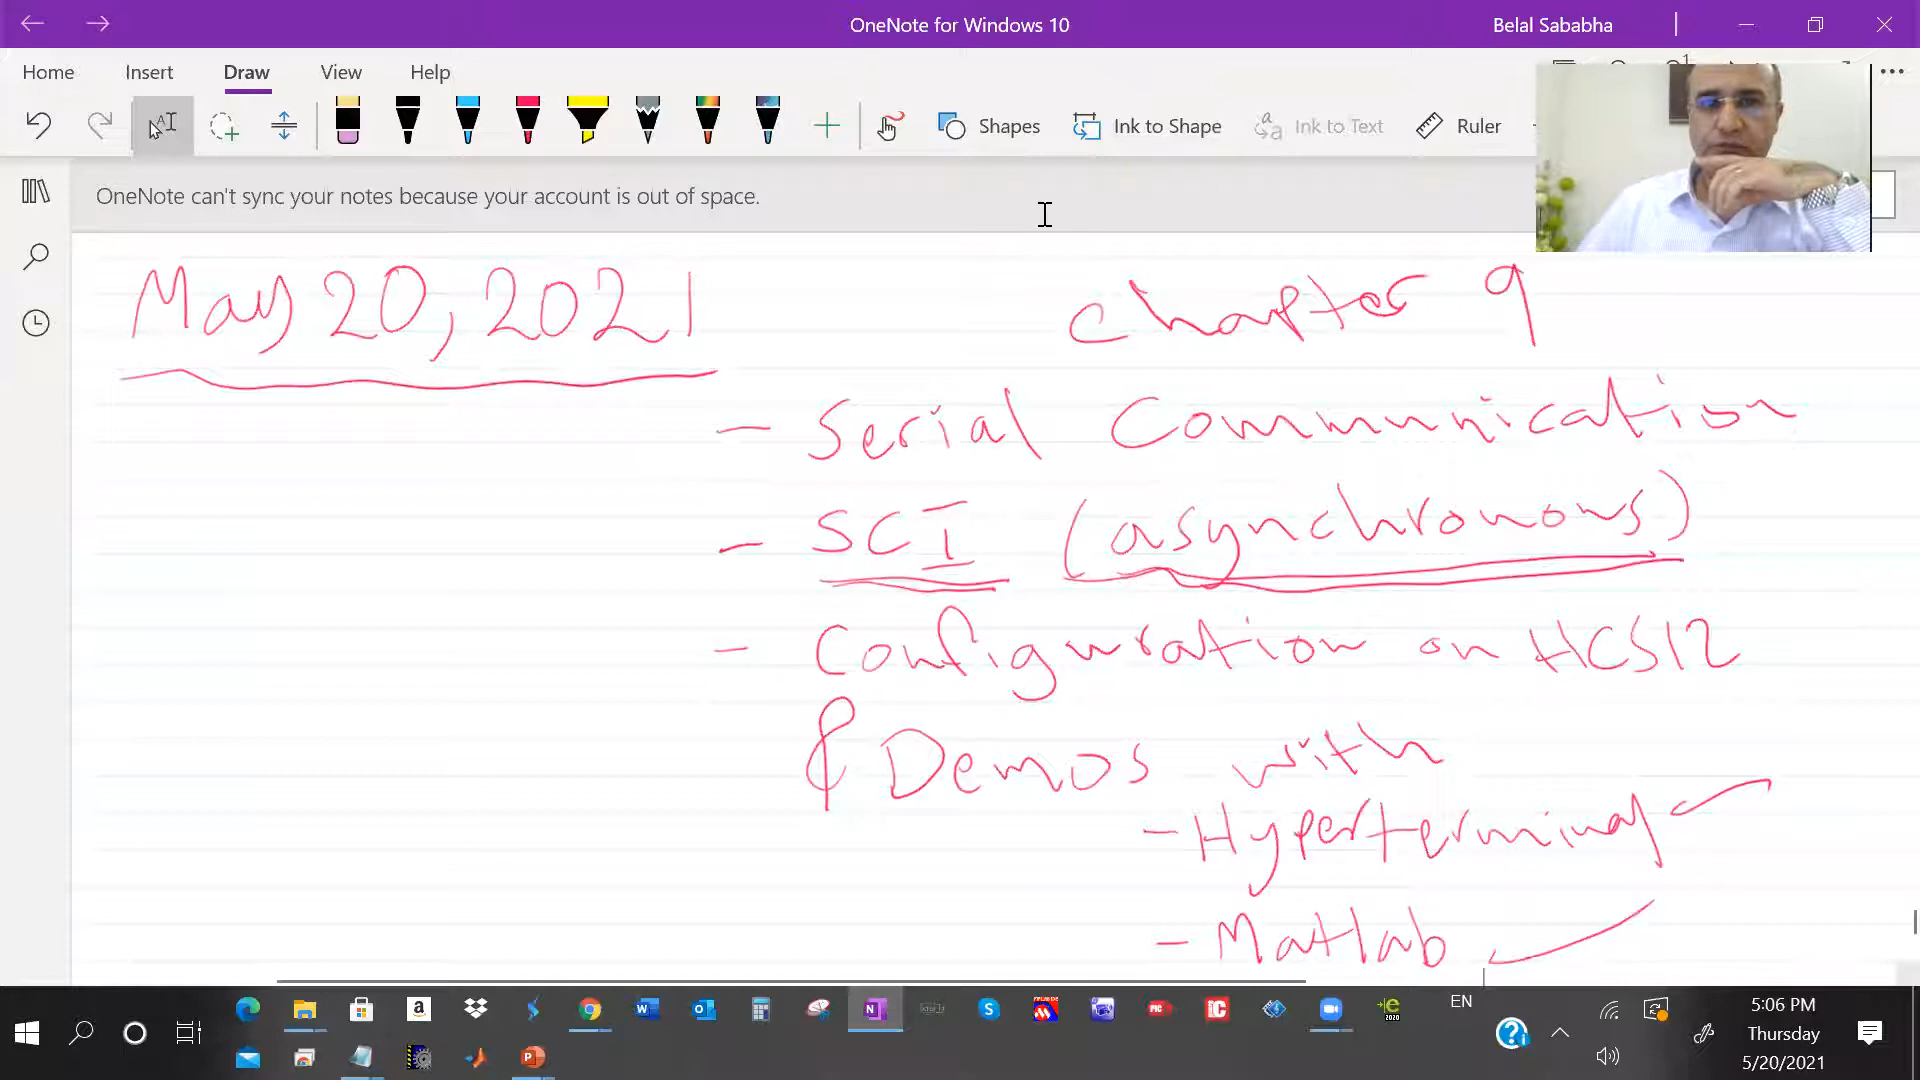 OneNote for Windows 10
Belal Sababha
Home Insert Draw View Help
Shapes Ink to Shape Ink to Text Ruler
OneNote can't sync your notes because your account is out of space.
May 20, 2021
chapter 9
- Serial Communication
- SCI (asynchronous)
- Configuration on HCS12
& Demos with
- Hyperterminal
- Matlab
EN
5:06 PM
Thursday
5/20/2021